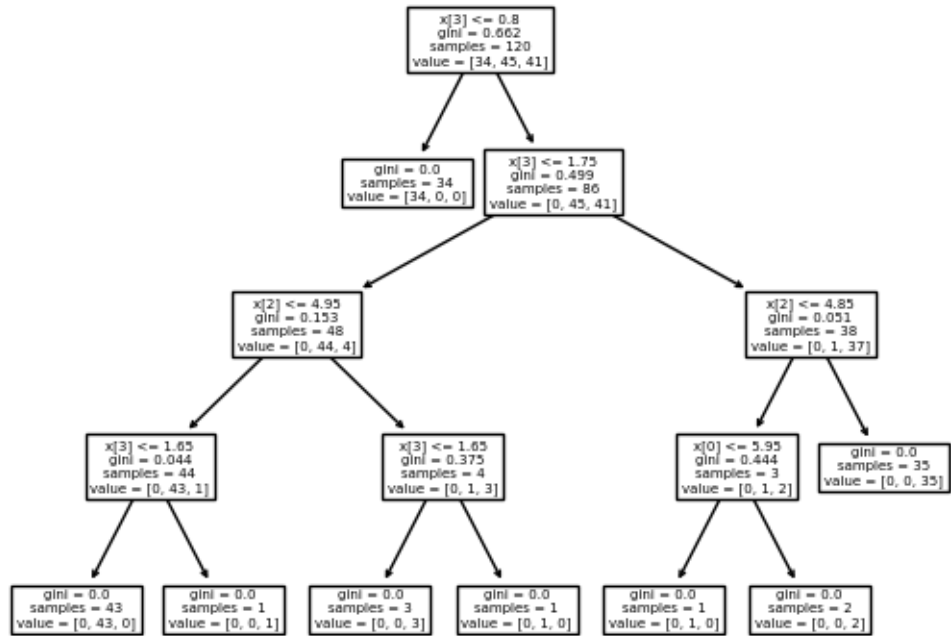 x[3] <= 0.8
gini = 0.662
samples = 120
value = [34, 45, 41]
gini = 0.0
samples = 34
value = [34, 0, 0]
x[3] <= 1.75
gini = 0.499
samples = 86
value = [0, 45, 41]
x[2] <= 4.95
gini = 0.153
samples = 48
value = [0, 44, 4]
x[2] <= 4.85
gini = 0.051
samples = 38
value = [0, 1, 37]
x[3] <= 1.65
gini = 0.044
samples = 44
value = [0, 43, 1]
x[3] <= 1.65
gini = 0.375
samples = 4
value = [0, 1, 3]
x[0] <= 5.95
gini = 0.444
samples = 3
value = [0, 1, 2]
gini = 0.0
samples = 35
value = [0, 0, 35]
gini = 0.0
samples = 43
value = [0, 43, 0]
gini = 0.0
samples = 1
value = [0, 0, 1]
gini = 0.0
samples = 3
value = [0, 0, 3]
gini = 0.0
samples = 1
value = [0, 1, 0]
gini = 0.0
samples = 1
value = [0, 1, 0]
gini = 0.0
samples = 2
value = [0, 0, 2]